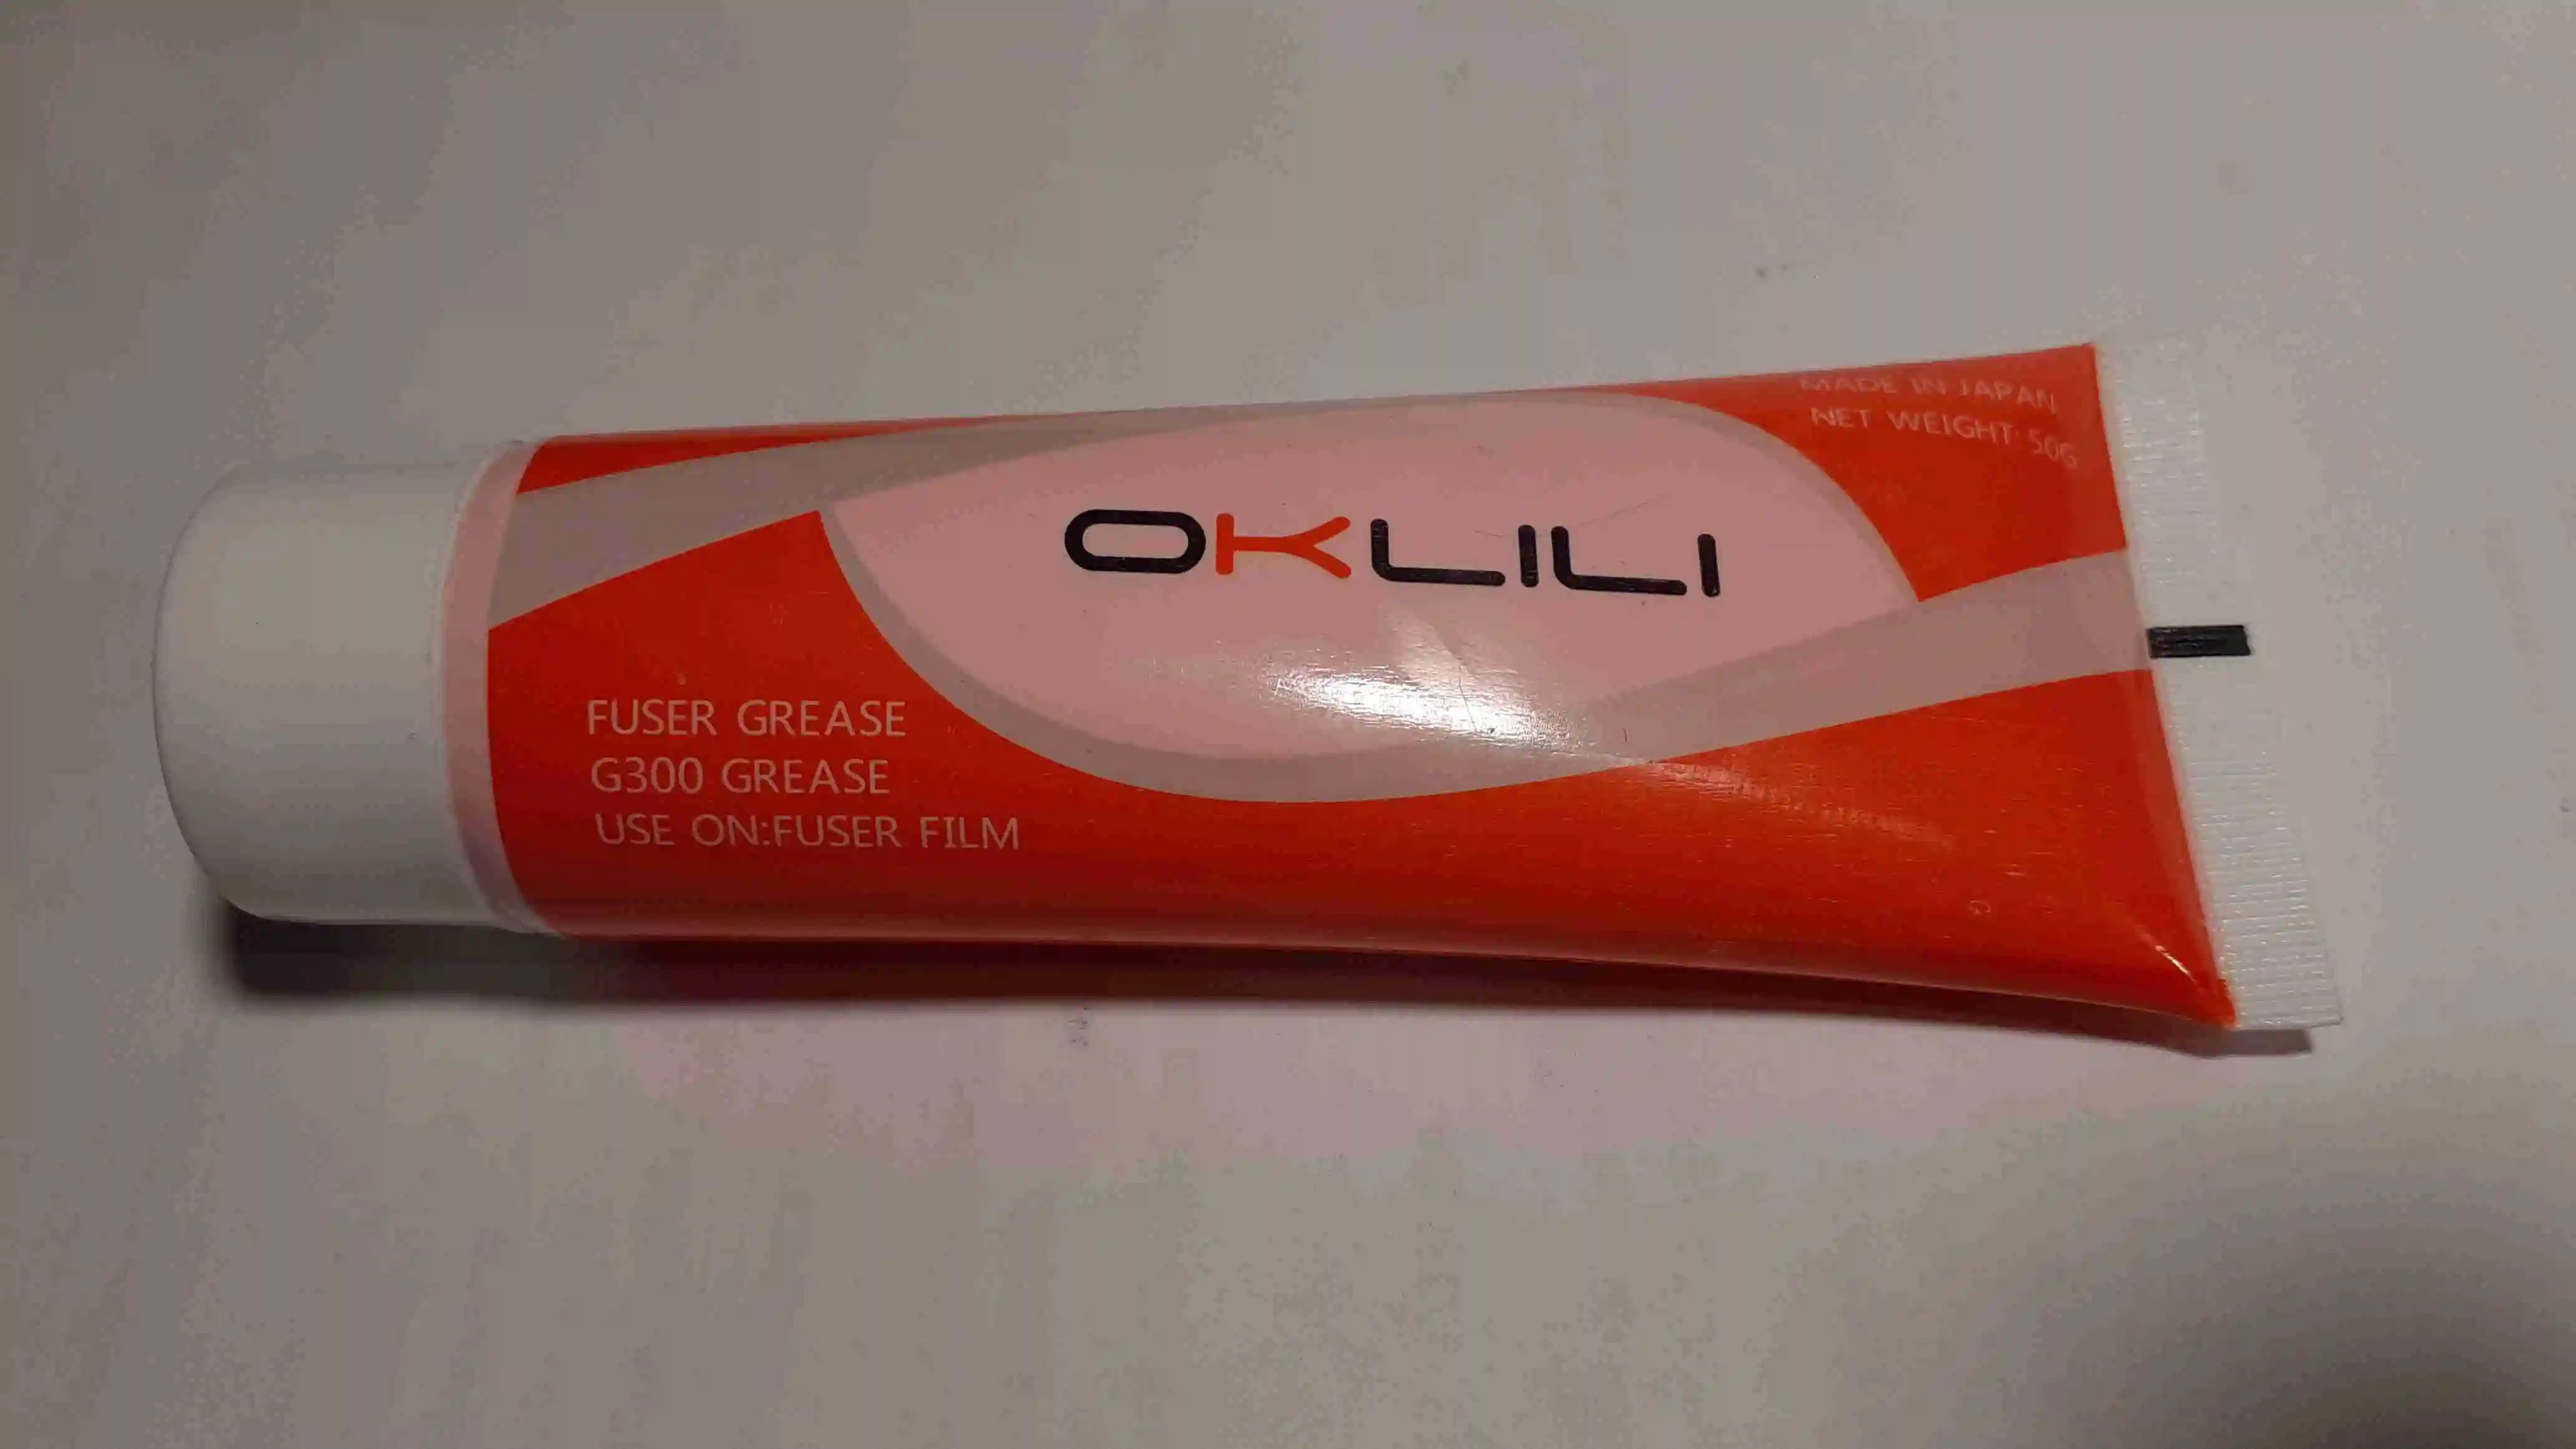 MADE IN JAPAN
NET WEIGHT: 50G
OKLILI
FUSER GREASE
G300 GREASE
USE ON:FUSER FILM